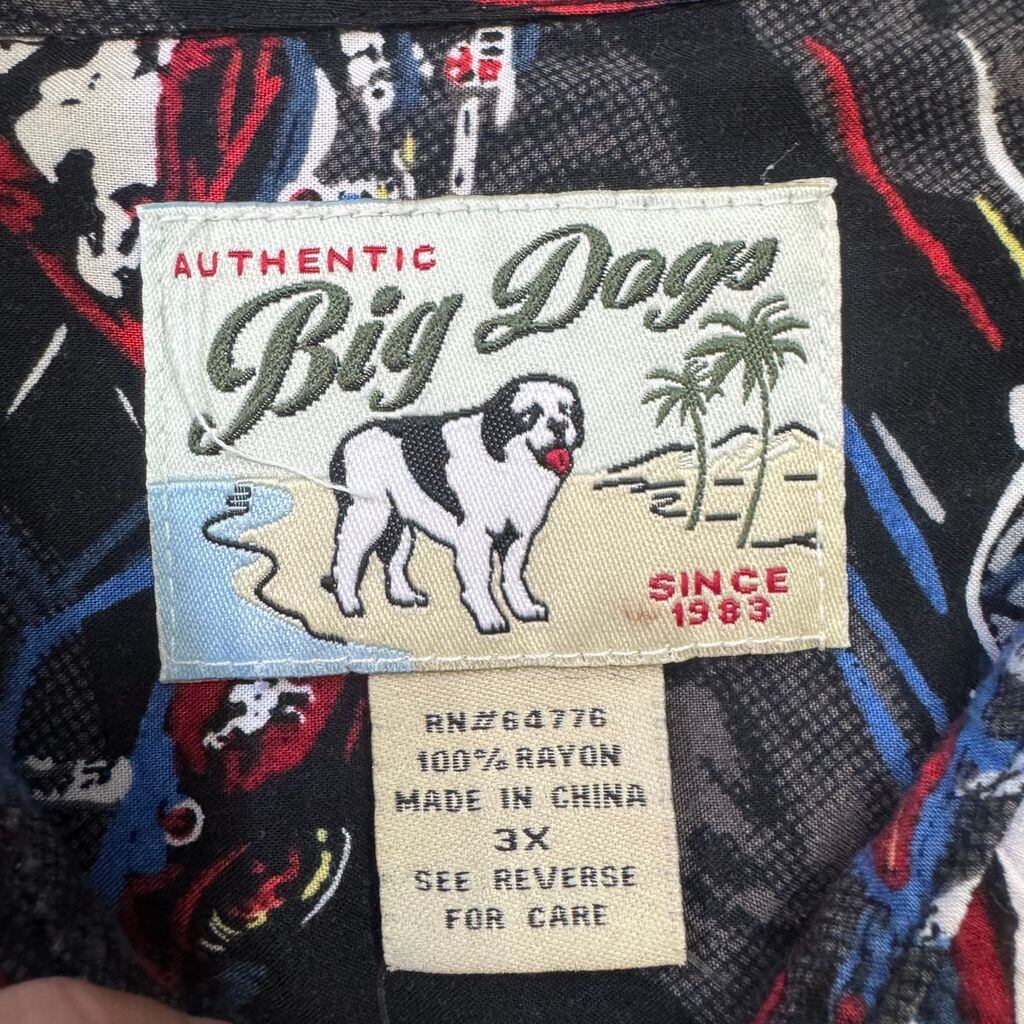 AUTHENTIC
Big Dogs
SINCE
1983
RN#64776
100% RAYON
MADE IN CHINA
3X
SEE REVERSE
FOR CARE